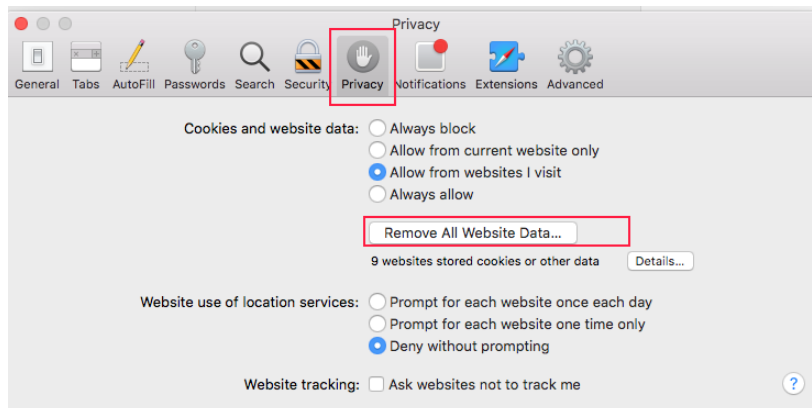 Privacy
General Tabs AutoFill Passwords Search Security Privacy Notifications Extensions Advanced
Cookies and website data: Always block
Allow from current website only
Allow from websites I visit
Always allow
Remove All Website Data...
9 websites stored cookies or other data Details...
Website use of location services: Prompt for each website once each day
Prompt for each website one time only
Deny without prompting
Website tracking: Ask websites not to track me ?